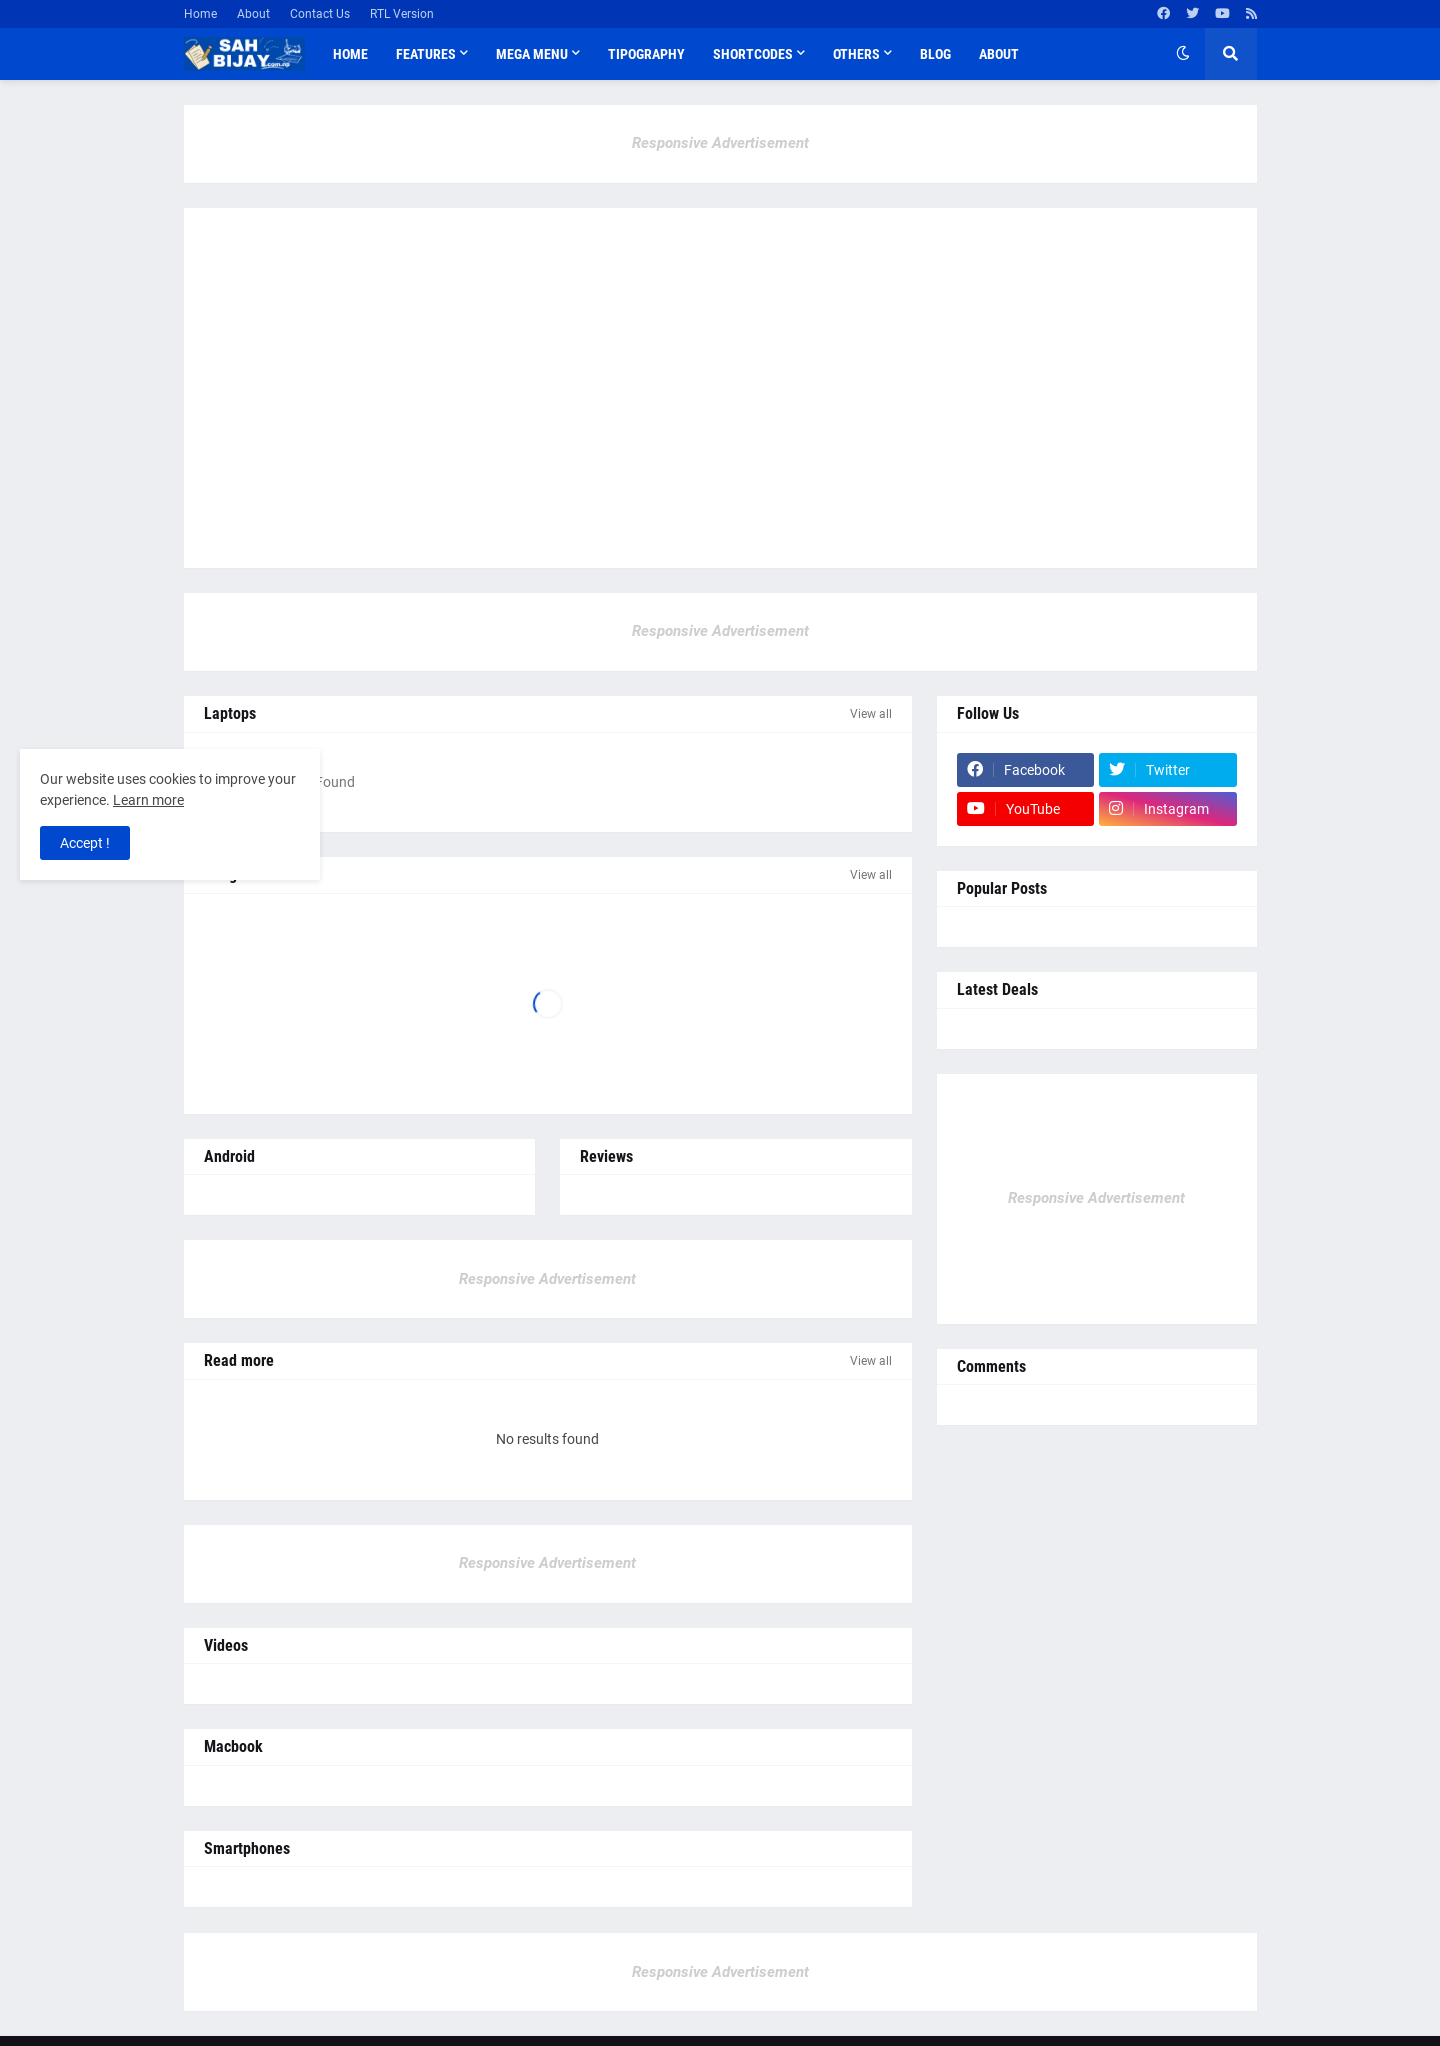 Home About Contact Us RTL Version
SAH
BIJAY
.com.np
HOME FEATURES MEGA MENU TIPOGRAPHY SHORTCODES OTHERS BLOG ABOUT
Responsive Advertisement
Responsive Advertisement
Laptops View all
Found
Our website uses cookies to improve your
experience. Learn more
Accept !
View all
Follow Us
Facebook Twitter
YouTube Instagram
Popular Posts
Latest Deals
Responsive Advertisement
Comments
Android
Reviews
Responsive Advertisement
Read more View all
No results found
Responsive Advertisement
Videos
Macbook
Smartphones
Responsive Advertisement